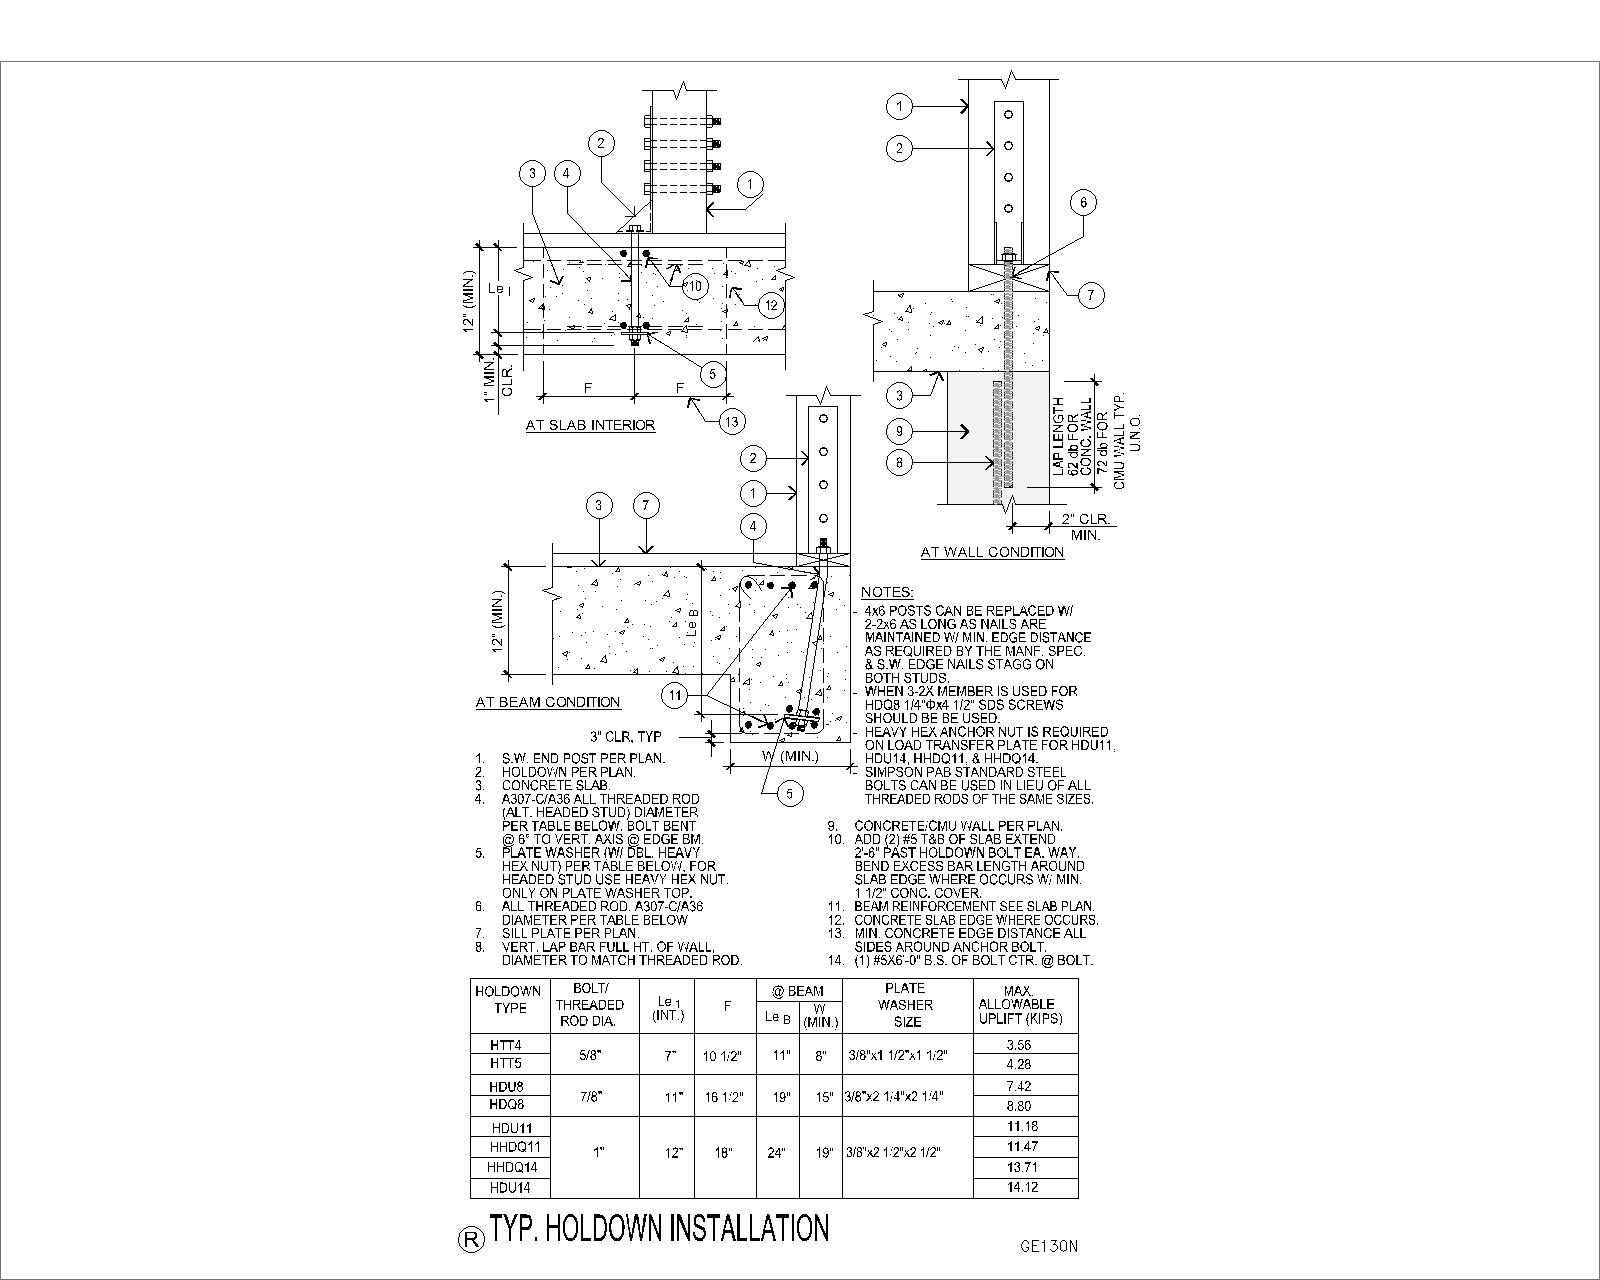 1
2
3
4
1
12" (MIN.)
Le I
10
12
1" MIN.
CLR.
F
F
5
13
AT SLAB INTERIOR
1
2
6
7
3
9
8
LAP LENGTH
62 db FOR
CONC. WALL
72 db FOR
CMU WALL TYP.
U.N.O.
2" CLR.
MIN.
AT WALL CONDITION
2
1
4
3
7
12" (MIN.)
Le B
11
AT BEAM CONDITION
3" CLR, TYP
W (MIN.)
5
NOTES:
- 4x6 POSTS CAN BE REPLACED W/
2-2x6 AS LONG AS NAILS ARE
MAINTAINED W/ MIN. EDGE DISTANCE
AS REQUIRED BY THE MANF. SPEC.
& S.W. EDGE NAILS STAGG ON
BOTH STUDS.
- WHEN 3-2X MEMBER IS USED FOR
HDQ8 1/4"Φx4 1/2" SDS SCREWS
SHOULD BE BE USED.
- HEAVY HEX ANCHOR NUT IS REQUIRED
ON LOAD TRANSFER PLATE FOR HDU11,
HDU14, HHDQ11, & HHDQ14.
- SIMPSON PAB STANDARD STEEL
BOLTS CAN BE USED IN LIEU OF ALL
THREADED RODS OF THE SAME SIZES.
1. S.W. END POST PER PLAN.
2. HOLDOWN PER PLAN.
3. CONCRETE SLAB.
4. A307-C/A36 ALL THREADED ROD
(ALT. HEADED STUD) DIAMETER
PER TABLE BELOW. BOLT BENT
@ 6° TO VERT. AXIS @ EDGE BM.
5. PLATE WASHER (W/ DBL. HEAVY
HEX NUT) PER TABLE BELOW, FOR
HEADED STUD USE HEAVY HEX NUT.
ONLY ON PLATE WASHER TOP.
6. ALL THREADED ROD. A307-C/A36
DIAMETER PER TABLE BELOW
7. SILL PLATE PER PLAN.
8. VERT. LAP BAR FULL HT. OF WALL,
DIAMETER TO MATCH THREADED ROD.
9. CONCRETE/CMU WALL PER PLAN.
10. ADD (2) #5 T&B OF SLAB EXTEND
2'-6" PAST HOLDOWN BOLT EA. WAY.
BEND EXCESS BAR LENGTH AROUND
SLAB EDGE WHERE OCCURS W/ MIN.
1 1/2" CONC. COVER.
11. BEAM REINFORCEMENT SEE SLAB PLAN.
12. CONCRETE SLAB EDGE WHERE OCCURS.
13. MIN. CONCRETE EDGE DISTANCE ALL
SIDES AROUND ANCHOR BOLT.
14. (1) #5X6'-0" B.S. OF BOLT CTR. @ BOLT.
HOLDOWN TYPE BOLT/ THREADED ROD DIA. Le 1 (INT.) F @ BEAM Le B W (MIN.) PLATE WASHER SIZE MAX. ALLOWABLE UPLIFT (KIPS)
HTT4 5/8" 7" 10 1/2" 11" 8" 3/8"x1 1/2"x1 1/2" 3.56
HTT5 4.28
HDU8 7/8" 11" 16 1/2" 19" 15" 3/8"x2 1/4"x2 1/4" 7.42
HDQ8 8.80
HDU11 11.18
HHDQ11 1" 12" 18" 24" 19" 3/8"x2 1/2"x2 1/2" 11.47
HHDQ14 13.71
HDU14 14.12
R TYP. HOLDOWN INSTALLATION
GE130N